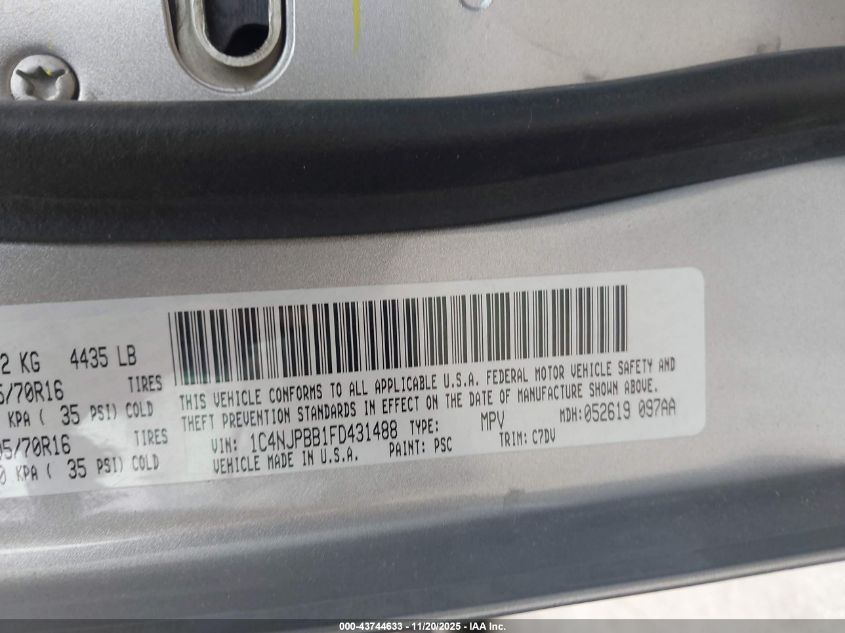 2 KG 4435 LB
5/70R16 TIRES
KPA ( 35 PSI) COLD
05/70R16 TIRES
0 KPA ( 35 PSI) COLD
THIS VEHICLE CONFORMS TO ALL APPLICABLE U.S.A. FEDERAL MOTOR VEHICLE SAFETY AND
THEFT PREVENTION STANDARDS IN EFFECT ON THE DATE OF MANUFACTURE SHOWN ABOVE.
VIN: 1C4NJPBB1FD431488 TYPE: MPV MDH:052619 097AA
VEHICLE MADE IN U.S.A. PAINT: PSC TRIM: C7DV
000-43744633 - 11/20/2025 - IAA Inc.